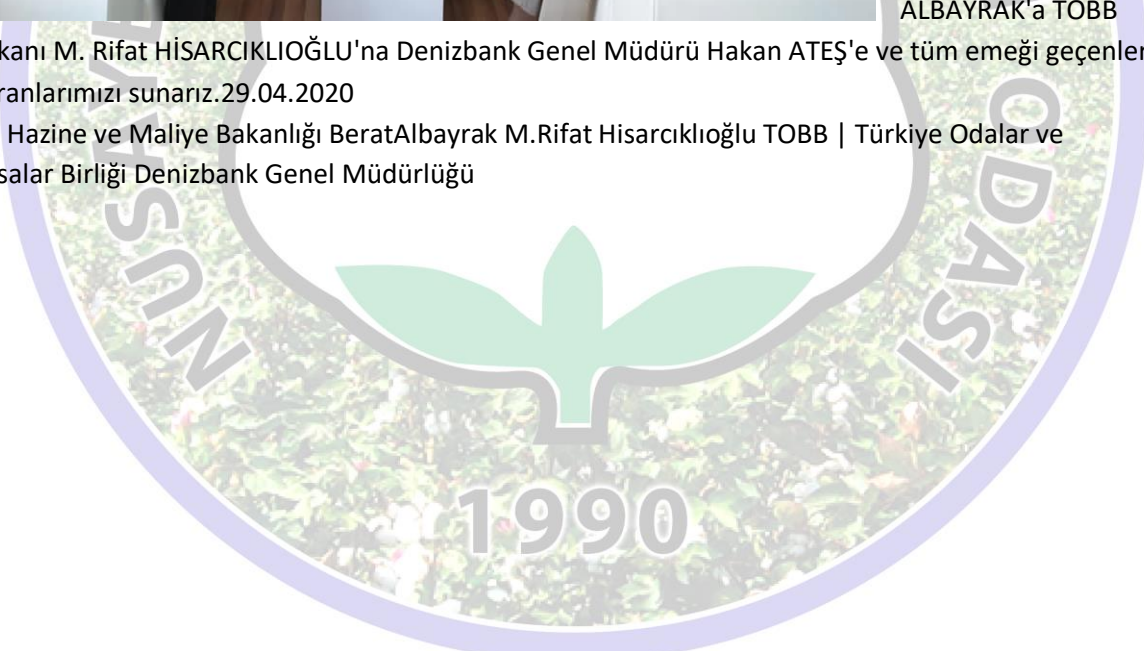 ALBAYRAK'a TOBB
kanı M. Rifat HİSARCIKLIOĞLU'na Denizbank Genel Müdürü Hakan ATEŞ'e ve tüm emeği geçenler
ranlarımızı sunarız.29.04.2020
Hazine ve Maliye Bakanlığı BeratAlbayrak M.Rifat Hisarcıklıoğlu TOBB | Türkiye Odalar ve
salar Birliği Denizbank Genel Müdürlüğü
NUSAY
ODASI
1990